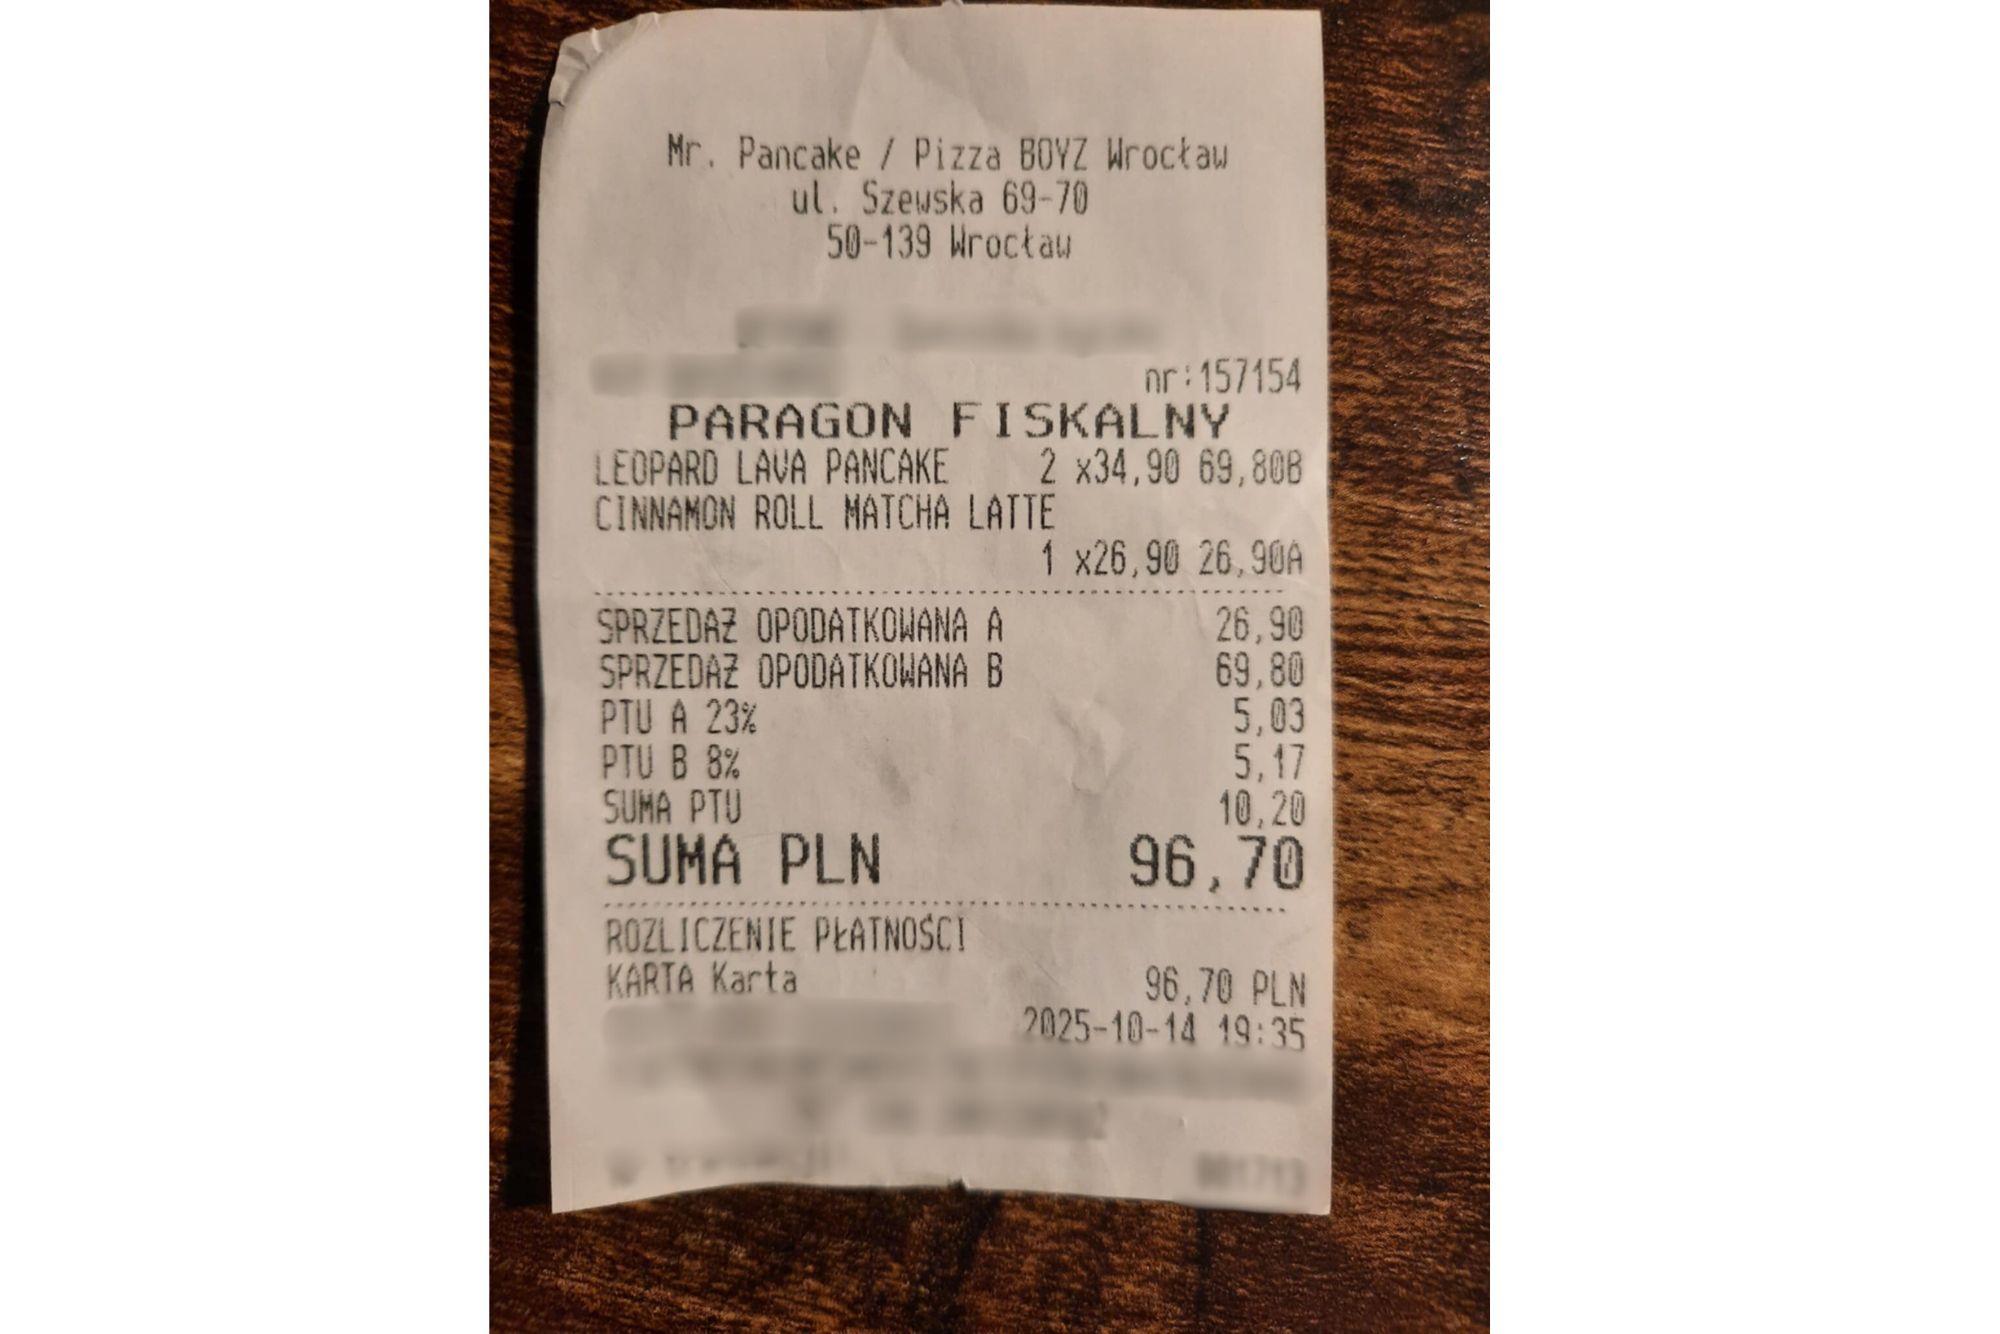 Mr. Pancake / Pizza BOYZ Wrocław
ul. Szewska 69-70
50-139 Wrocław
nr:157154
PARAGON FISKALNY
LEOPARD LAVA PANCAKE 2 x34,90 69,80B
CINNAMON ROLL MATCHA LATTE
1 x26,90 26,90A
SPRZEDAŻ OPODATKOWANA A 26,90
SPRZEDAŻ OPODATKOWANA B 69,80
PTU A 23% 5,03
PTU B 8% 5,17
SUMA PTU 10,20
SUMA PLN 96,70
ROZLICZENIE PŁATNOŚCI
KARTA Karta 96,70 PLN
2025-10-14 19:35